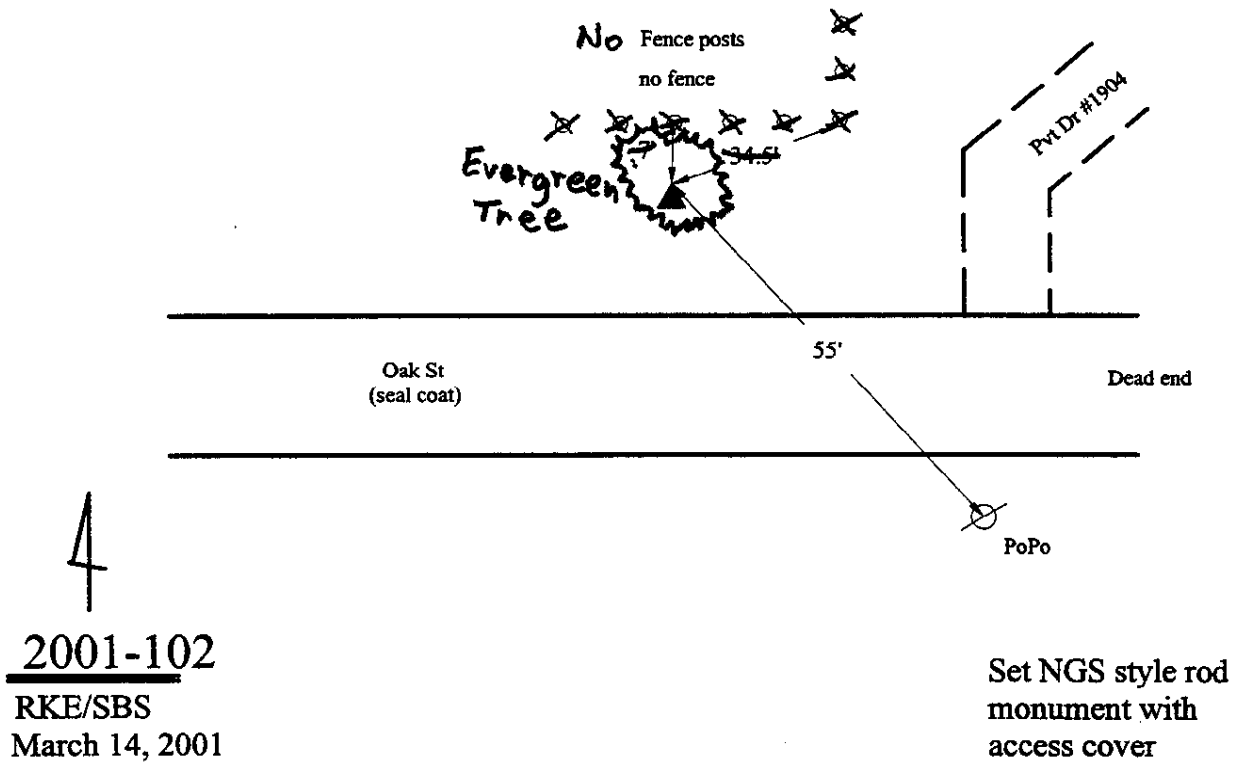 No Fence posts
no fence
Pvt Dr #1904
34.5'
Evergreen
Tree
55'
Oak St
(seal coat)
Dead end
PoPo
2001-102
RKE/SBS
March 14, 2001
Set NGS style rod
monument with
access cover